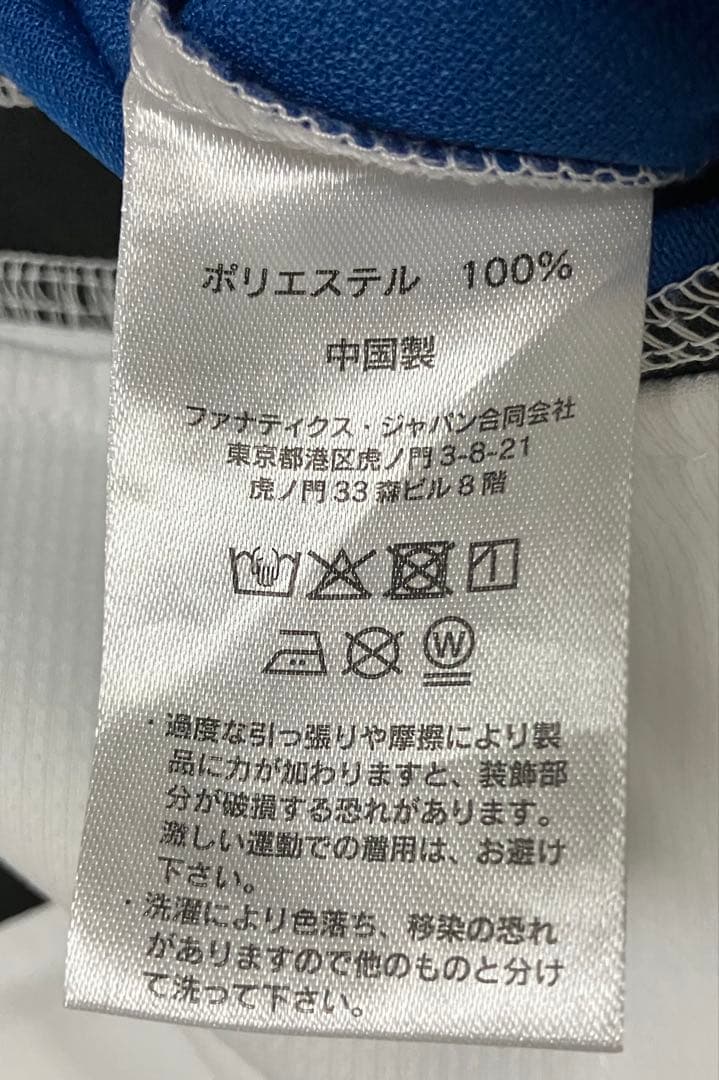 ポリエステル 100%
中国製
ファナティクス・ジャパン合同会社
東京都港区虎ノ門3-8-21
虎ノ門33森ビル8階
W
・過度な引っ張りや摩擦により製
品に力が加わりますと、装飾部
分が破損する恐れがあります。
激しい運動での着用は、お避け
下さい。
・洗濯により色落ち、移染の恐れ
がありますので他のものと分け
て洗って下さい。